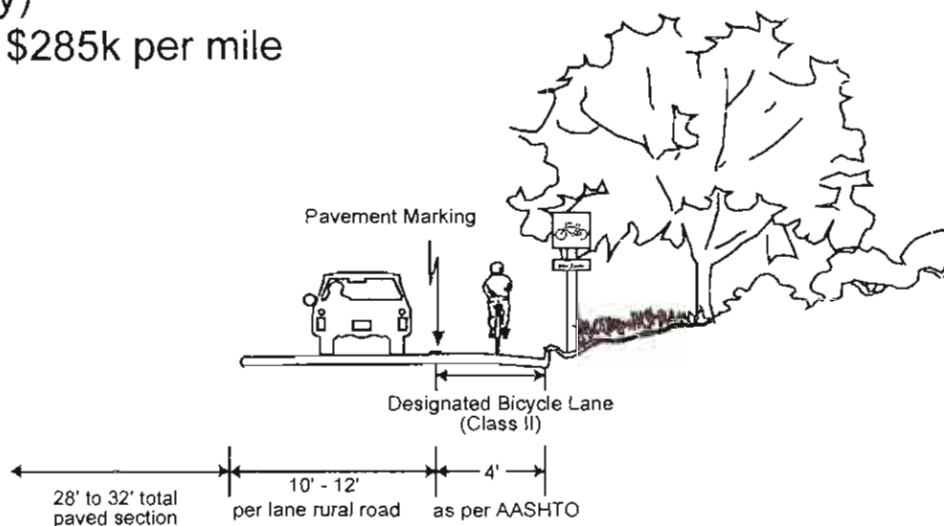 y)
$285k per mile
Pavement Marking
Designated Bicycle Lane
(Class II)
28' to 32' total
paved section
10' - 12'
per lane rural road
4'
as per AASHTO